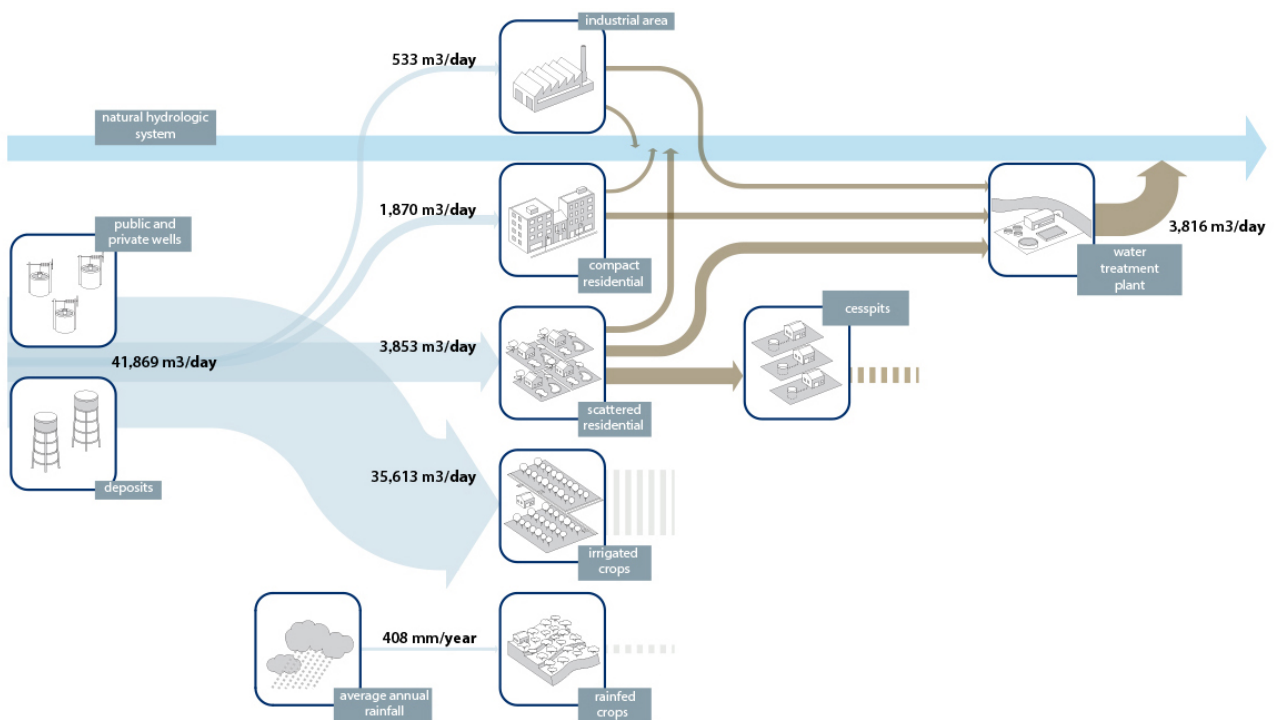 industrial area
533 m3/day
natural hydrologic
system
1,870 m3/day
public and
private wells
compact
residential
3,816 m3/day
water
treatment
plant
cesspits
41,869 m3/day
3,853 m3/day
scattered
residential
35,613 m3/day
deposits
irrigated
crops
408 mm/year
average annual
rainfall
rainfed
crops